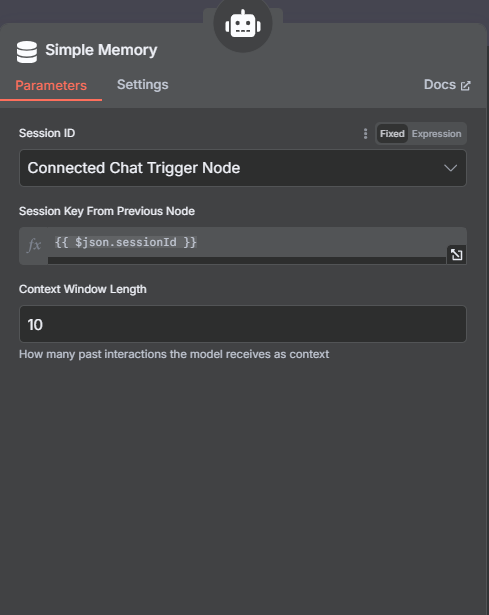 Simple Memory
Parameters Settings Docs
Session ID Fixed Expression
Connected Chat Trigger Node
Session Key From Previous Node
fx {{ $json.sessionId }}
Context Window Length
10
How many past interactions the model receives as context